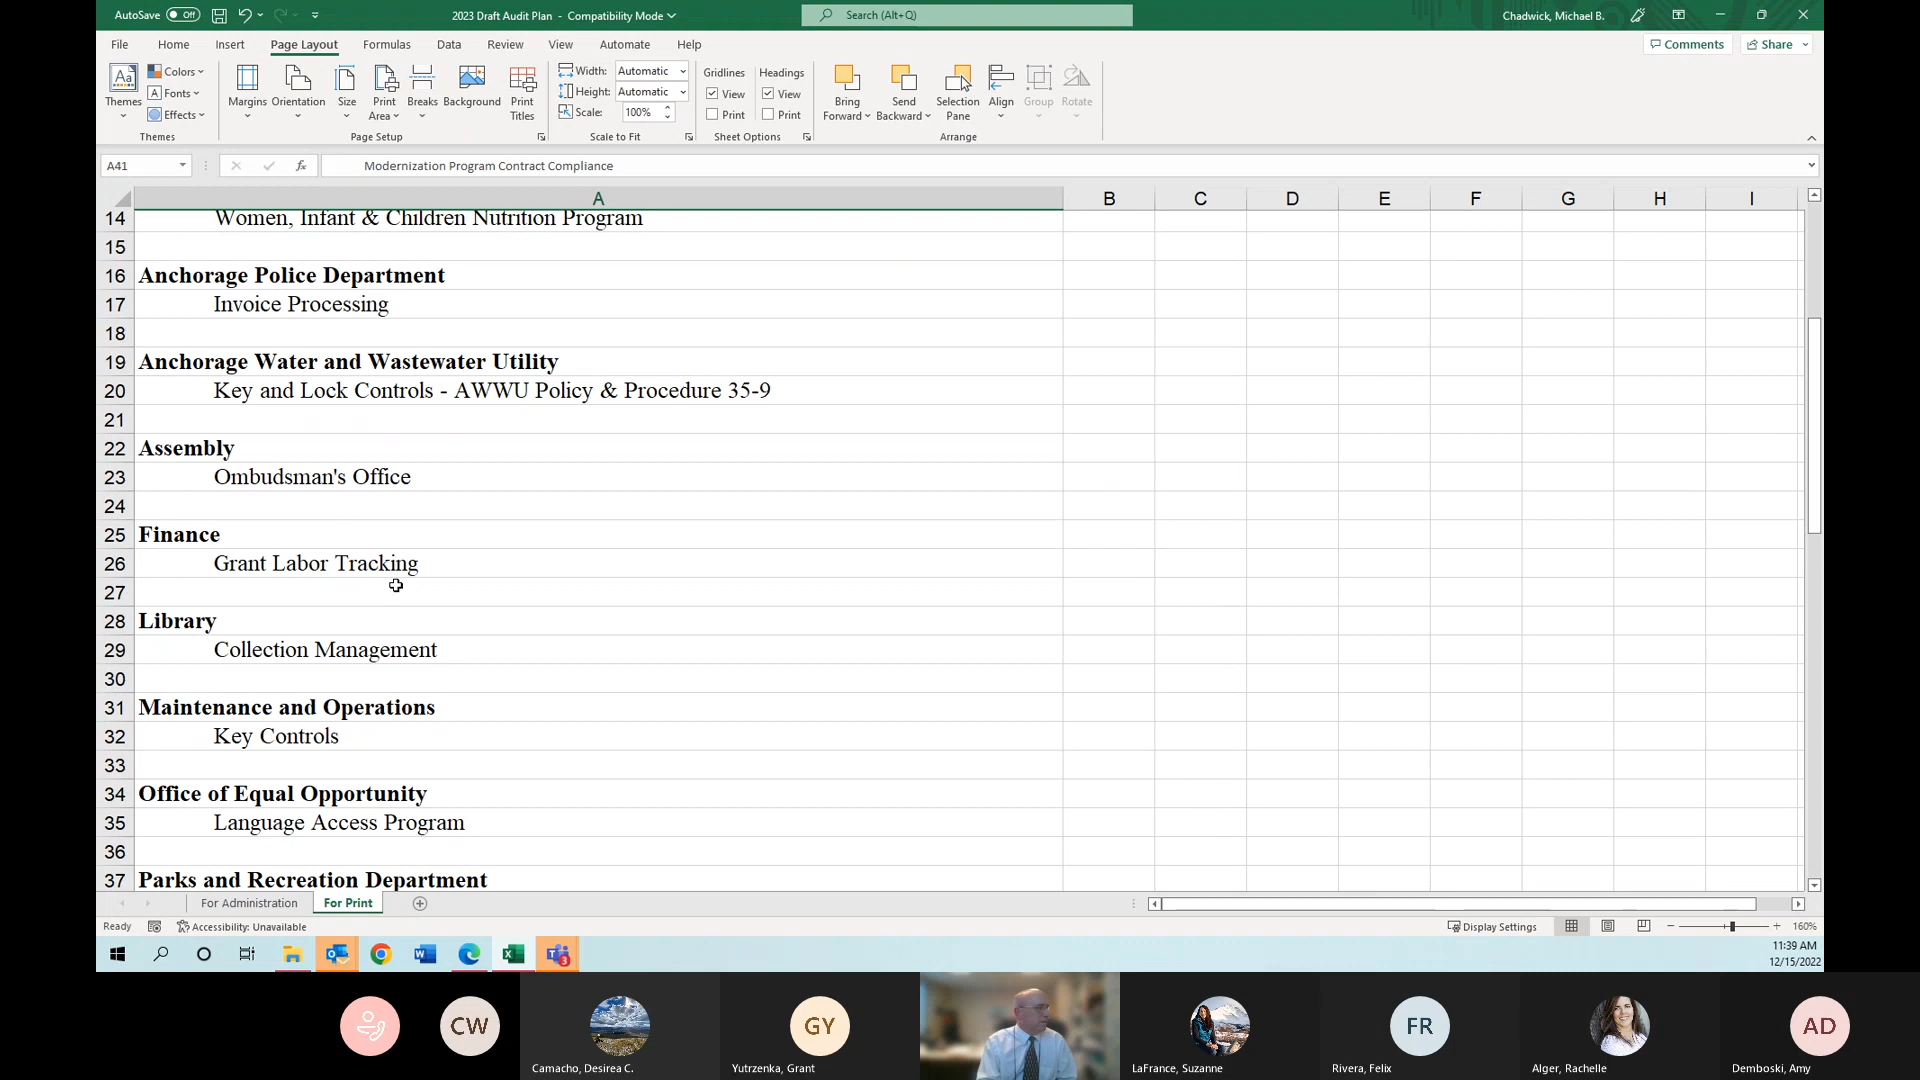 AutoSave Off 2023 Draft Audit Plan - Compatibility Mode Search (Alt+Q) Chadwick, Michael B.
File Home Insert Page Layout Formulas Data Review View Automate Help Comments Share
Themes Colors Fonts Effects Margins Orientation Size Print Area Breaks Background Print Titles Width: Automatic Height: Automatic Scale: 100% Gridlines View Print Headings View Print Bring Forward Send Backward Selection Pane Align Group Rotate
Themes Page Setup Scale to Fit Sheet Options Arrange
A41 fx Modernization Program Contract Compliance
A B C D E F G H I
14 Women, Infant & Children Nutrition Program
15
16 Anchorage Police Department
17 Invoice Processing
18
19 Anchorage Water and Wastewater Utility
20 Key and Lock Controls - AWWU Policy & Procedure 35-9
21
22 Assembly
23 Ombudsman's Office
24
25 Finance
26 Grant Labor Tracking
27
28 Library
29 Collection Management
30
31 Maintenance and Operations
32 Key Controls
33
34 Office of Equal Opportunity
35 Language Access Program
36
37 Parks and Recreation Department
For Administration For Print
Ready Accessibility: Unavailable Display Settings 160%
11:39 AM
12/15/2022
CW GY FR AD
Camacho, Desirea C. Yutrzenka, Grant LaFrance, Suzanne Rivera, Felix Alger, Rachelle Demboski, Amy